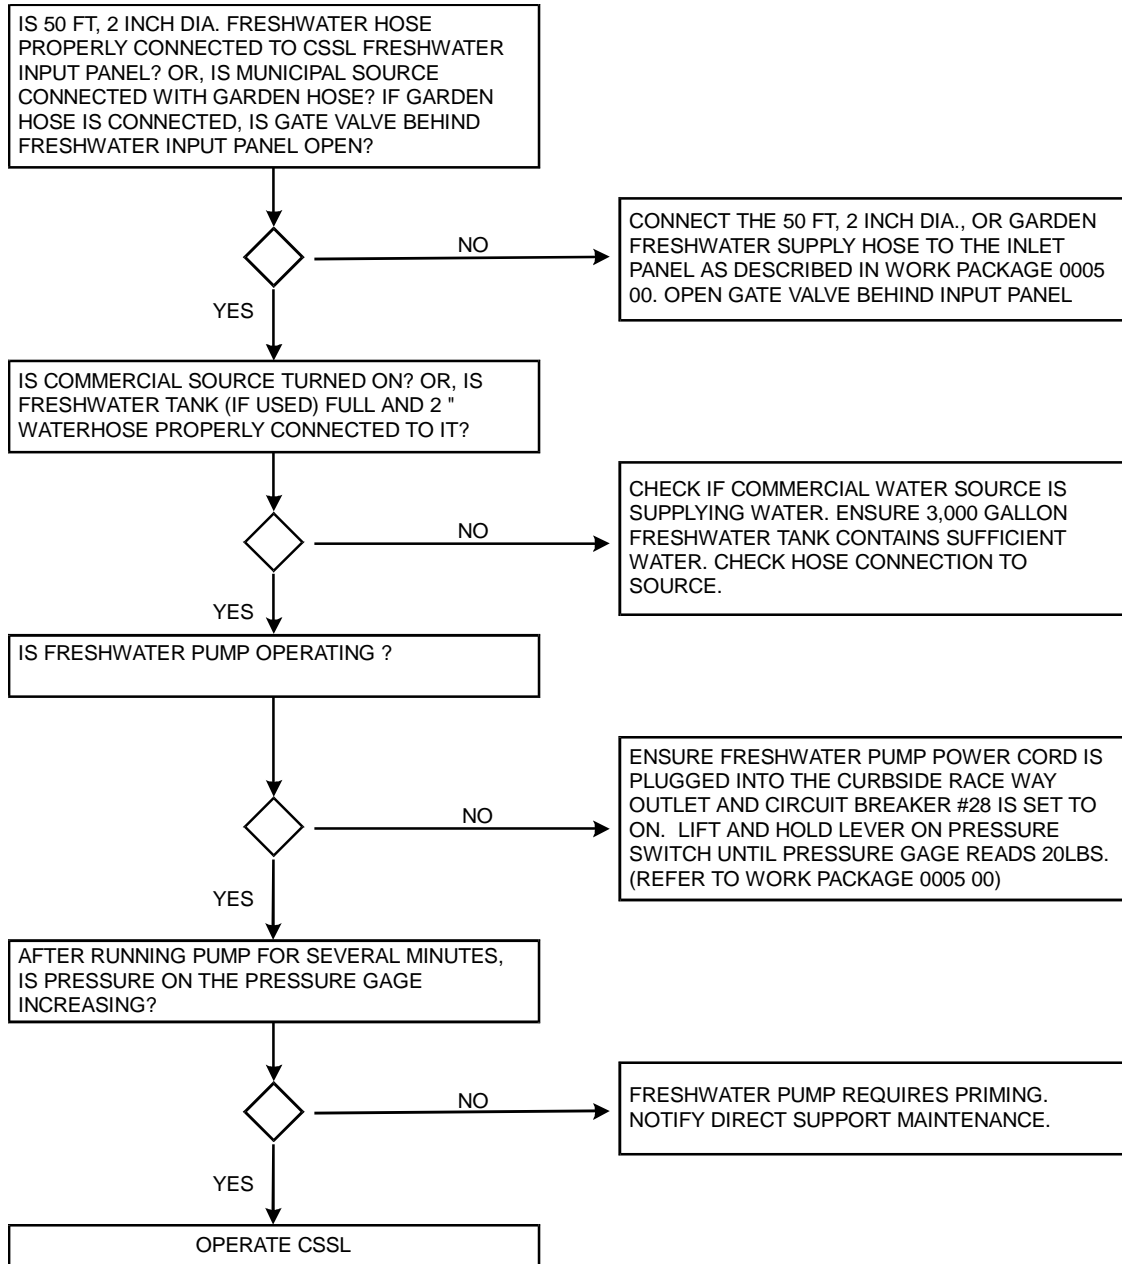 IS 50 FT, 2 INCH DIA. FRESHWATER HOSE
PROPERLY CONNECTED TO CSSL FRESHWATER
INPUT PANEL? OR, IS MUNICIPAL SOURCE
CONNECTED WITH GARDEN HOSE? IF GARDEN
HOSE IS CONNECTED, IS GATE VALVE BEHIND
FRESHWATER INPUT PANEL OPEN?
NO
CONNECT THE 50 FT, 2 INCH DIA., OR GARDEN
FRESHWATER SUPPLY HOSE TO THE INLET
PANEL AS DESCRIBED IN WORK PACKAGE 0005
00. OPEN GATE VALVE BEHIND INPUT PANEL
YES
IS COMMERCIAL SOURCE TURNED ON? OR, IS
FRESHWATER TANK (IF USED) FULL AND 2 "
WATERHOSE PROPERLY CONNECTED TO IT?
NO
CHECK IF COMMERCIAL WATER SOURCE IS
SUPPLYING WATER. ENSURE 3,000 GALLON
FRESHWATER TANK CONTAINS SUFFICIENT
WATER. CHECK HOSE CONNECTION TO
SOURCE.
YES
IS FRESHWATER PUMP OPERATING ?
NO
ENSURE FRESHWATER PUMP POWER CORD IS
PLUGGED INTO THE CURBSIDE RACE WAY
OUTLET AND CIRCUIT BREAKER #28 IS SET TO
ON. LIFT AND HOLD LEVER ON PRESSURE
SWITCH UNTIL PRESSURE GAGE READS 20LBS.
(REFER TO WORK PACKAGE 0005 00)
YES
AFTER RUNNING PUMP FOR SEVERAL MINUTES,
IS PRESSURE ON THE PRESSURE GAGE
INCREASING?
NO
FRESHWATER PUMP REQUIRES PRIMING.
NOTIFY DIRECT SUPPORT MAINTENANCE.
YES
OPERATE CSSL